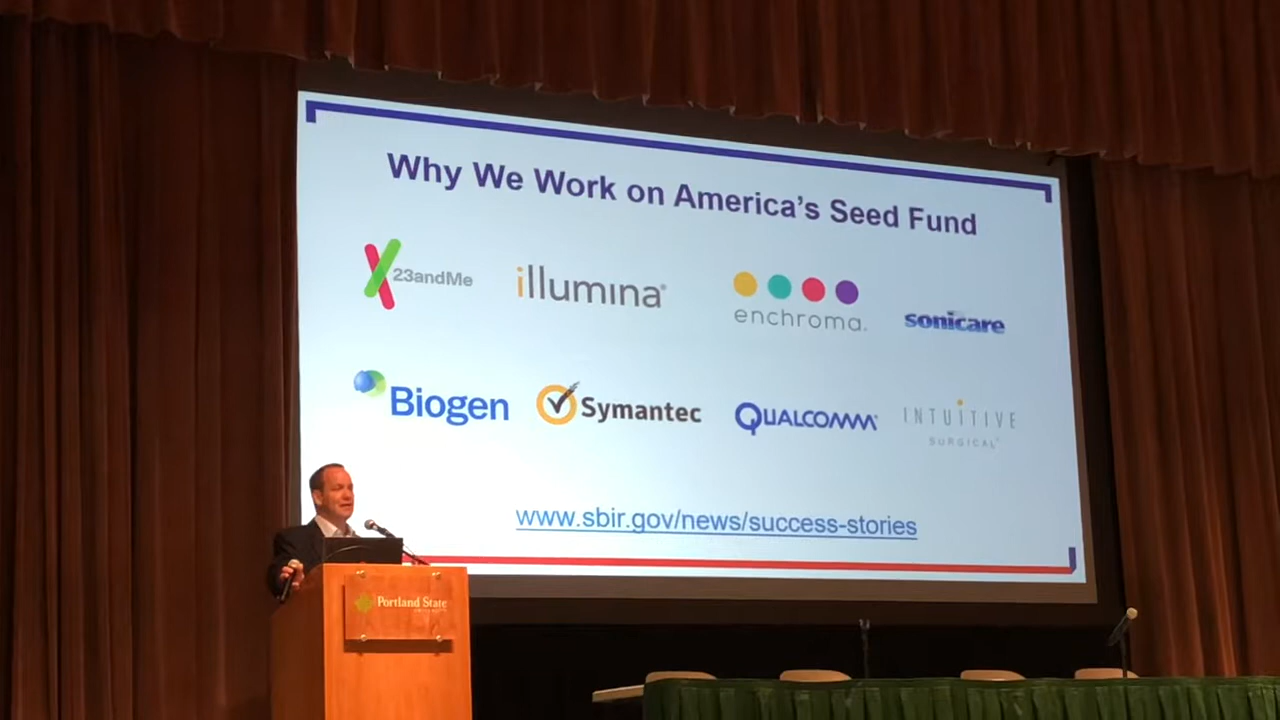 Why We Work on America's Seed Fund
23andMe
illumina®
enchroma.
sonicare
Biogen
Symantec
QUALCOMM®
INTUITIVE
SURGICAL®
www.sbir.gov/news/success-stories
Portland State
UNIVERSITY